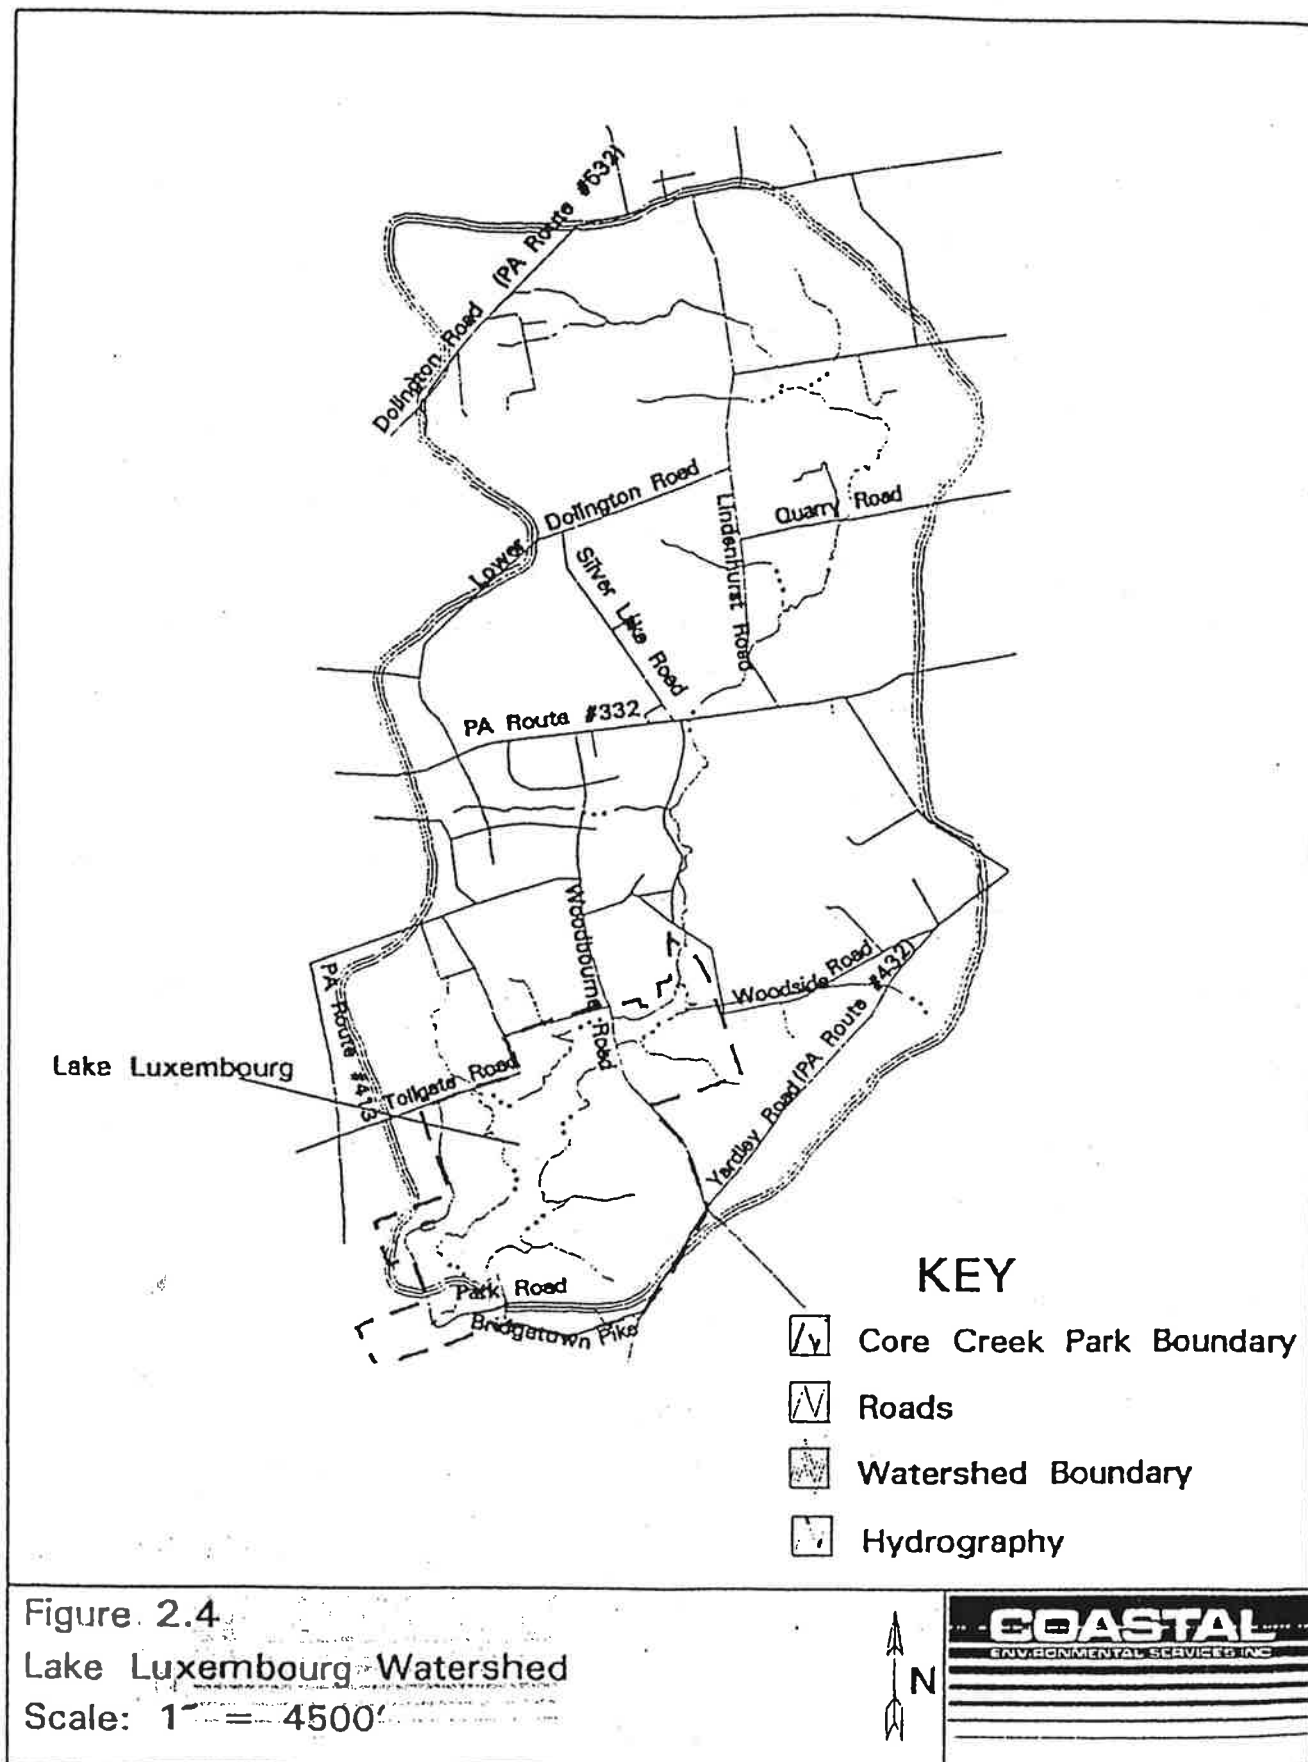 Dolington Road (PA Route #532)
Lower Dolington Road
Quarry Road
Lindenhurst Road
Silver Lake Road
PA Route #332
Woodbourne Road
PA Route #413
Woodside Road
Yardley Road (PA Route #432)
Lake Luxembourg
Tollgate Road
Park Road
Bridgetown Pike
KEY
Core Creek Park Boundary
Roads
Watershed Boundary
Hydrography
Figure 2.4
Lake Luxembourg Watershed
Scale: 1" = 4500'
N
COASTAL
ENVIRONMENTAL SERVICES INC